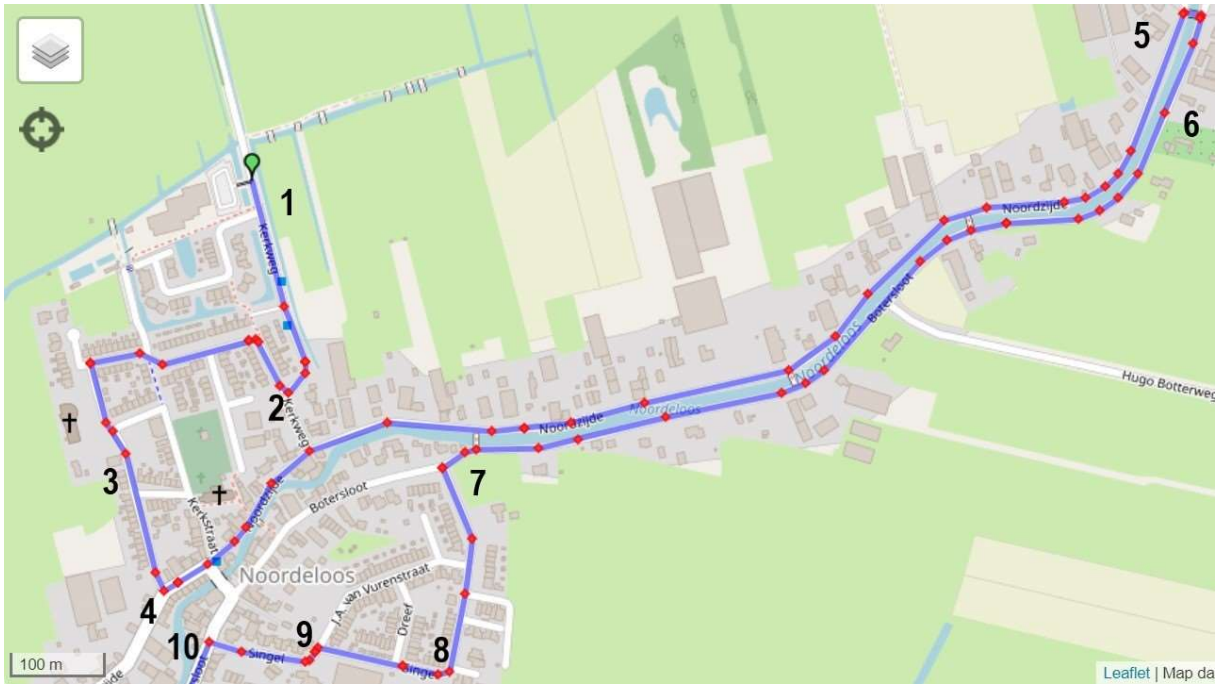 5
6
1
Kerkweg
Noordzijde
Botersloot
Noordeloos
Hugo Botterweg
2
Kerkweg
Noordzijde
Noordeloos
3
7
Botersloot
Noordzijde
Kerkstraat
Noordeloos
4
J.A. van Vurenstraat
Dreef
9
8
10
Singel
Singel
100 m
Leaflet | Map da